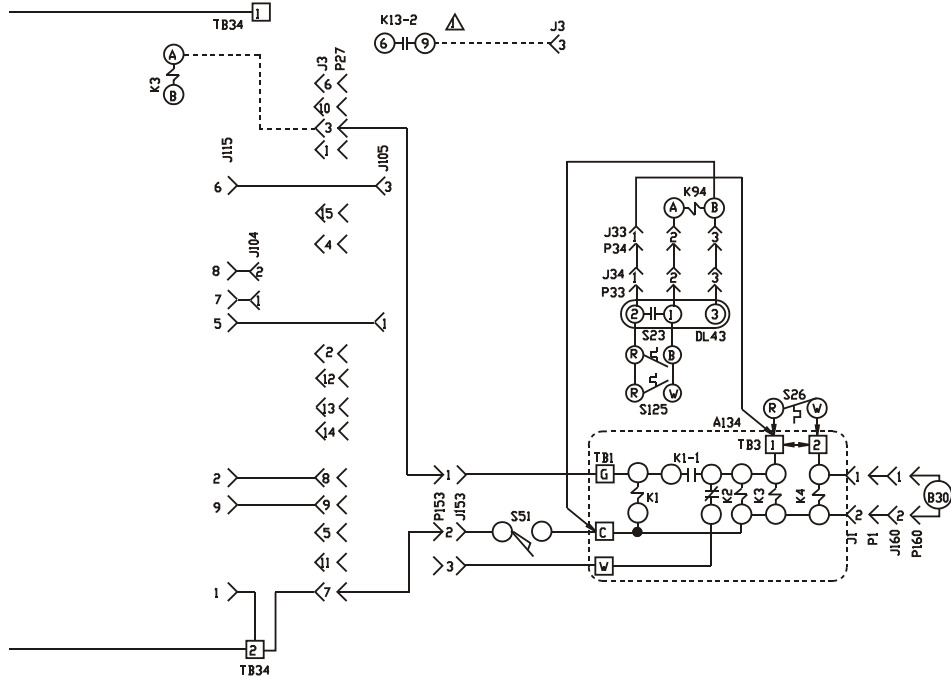 1
TB34
K13-2
1
6
9
J3
3
A
K3
B
J3
P27
6
10
3
1
J115
J105
6
3
15
4
J104
8
2
7
1
5
1
2
12
13
14
2
8
9
9
5
11
1
7
2
TB34
K94
A
B
J33
1
2
3
P34
J34
1
2
3
P33
2
1
3
S23
DL43
R
B
R
W
S125
S26
R
W
A134
TB3
1
2
TB1
K1-1
G
K1
K2
K3
K4
1
1
B30
1
P153
J153
S51
2
C
2
2
J1
P1
J160
P160
3
W